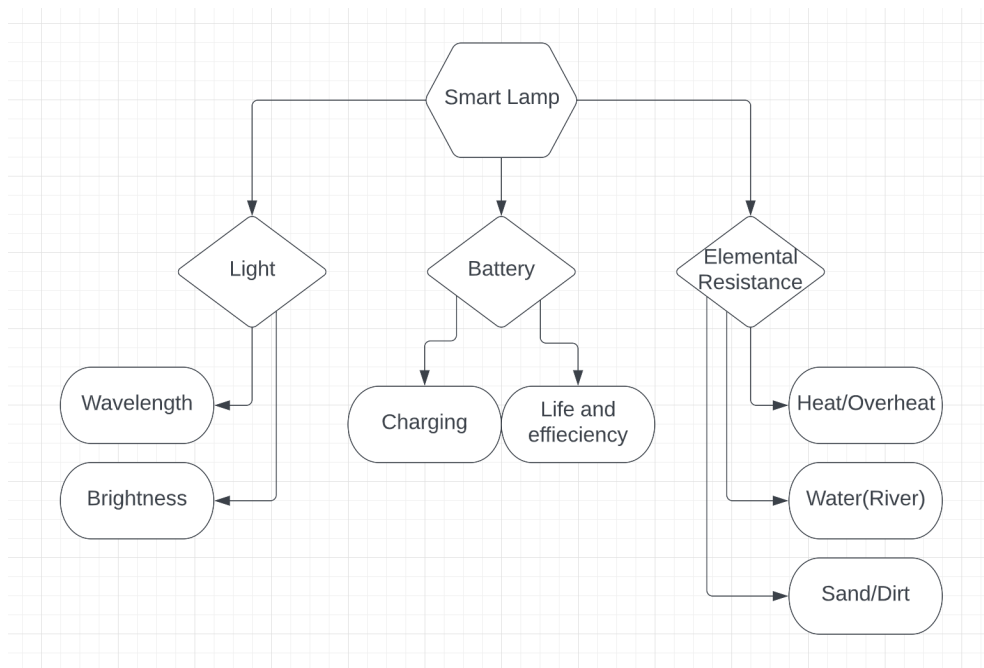 Smart Lamp
Light
Battery
Elemental
Resistance
Wavelength
Charging
Life and
effieciency
Heat/Overheat
Brightness
Water(River)
Sand/Dirt